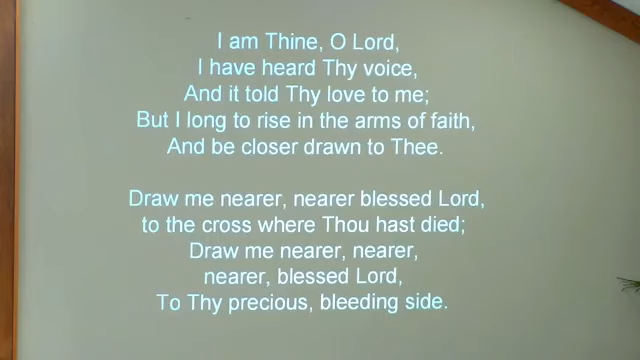 I am Thine, O Lord,
I have heard Thy voice,
And it told Thy love to me;
But I long to rise in the arms of faith,
And be closer drawn to Thee.
Draw me nearer, nearer blessed Lord,
to the cross where Thou hast died;
Draw me nearer, nearer,
nearer, blessed Lord,
To Thy precious, bleeding side.